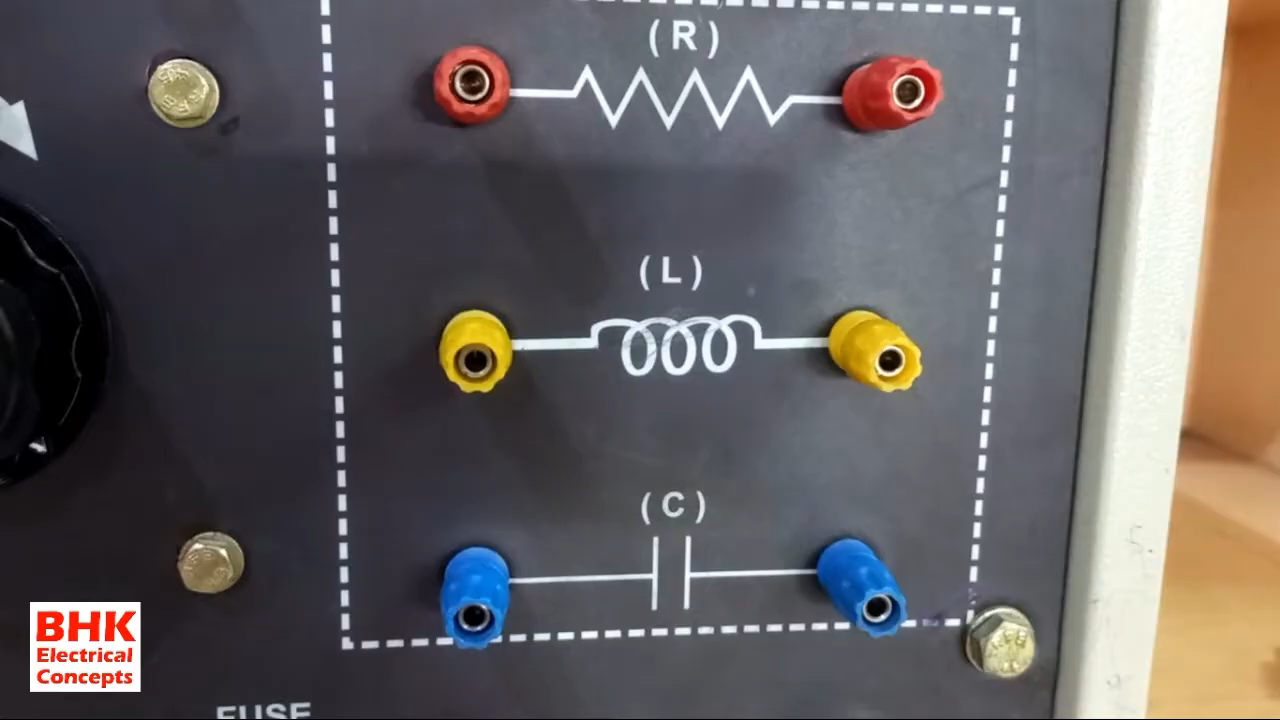 ( R )
( L )
( C )
BHK
Electrical
Concepts
FUSE